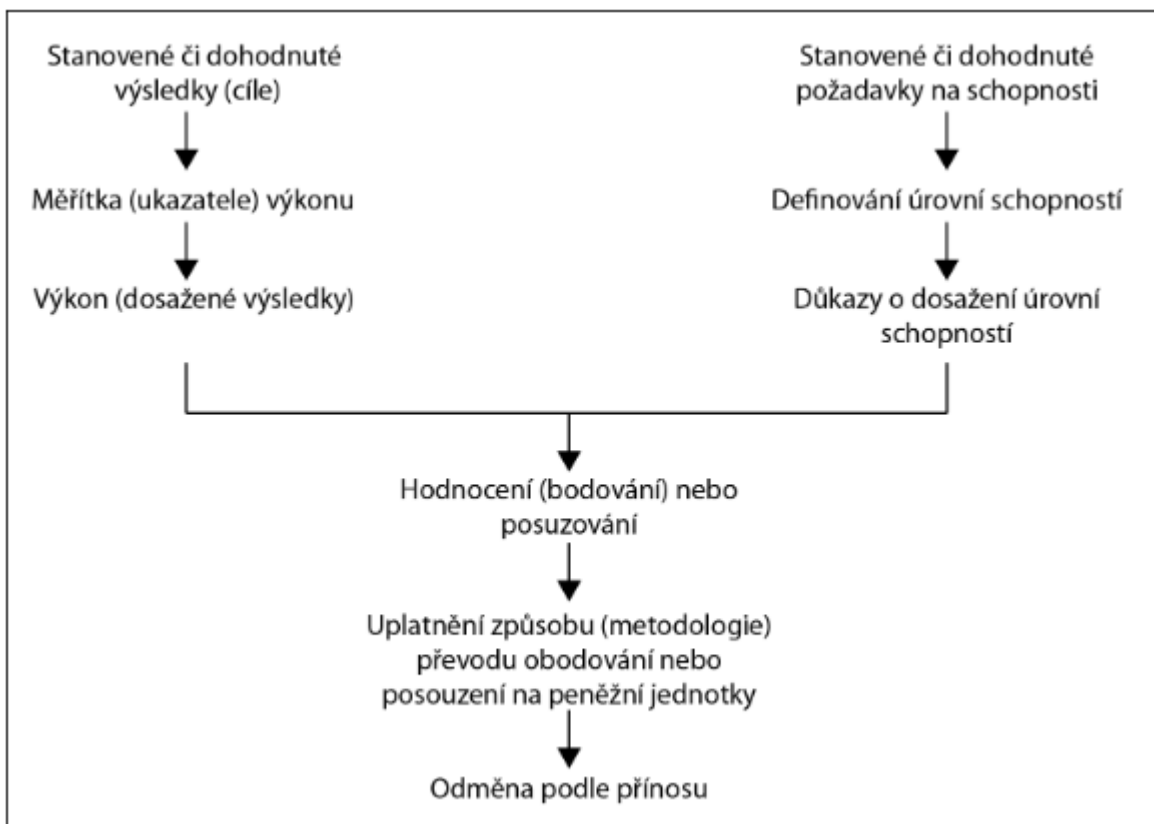 Stanovené či dohodnuté
výsledky (cíle)
Stanovené či dohodnuté
požadavky na schopnosti
Měřítka (ukazatele) výkonu
Definování úrovní schopností
Výkon (dosažené výsledky)
Důkazy o dosažení úrovní
schopností
Hodnocení (bodování) nebo
posuzování
Uplatnění způsobu (metodologie)
převodu obodování nebo
posouzení na peněžní jednotky
Odměna podle přínosu